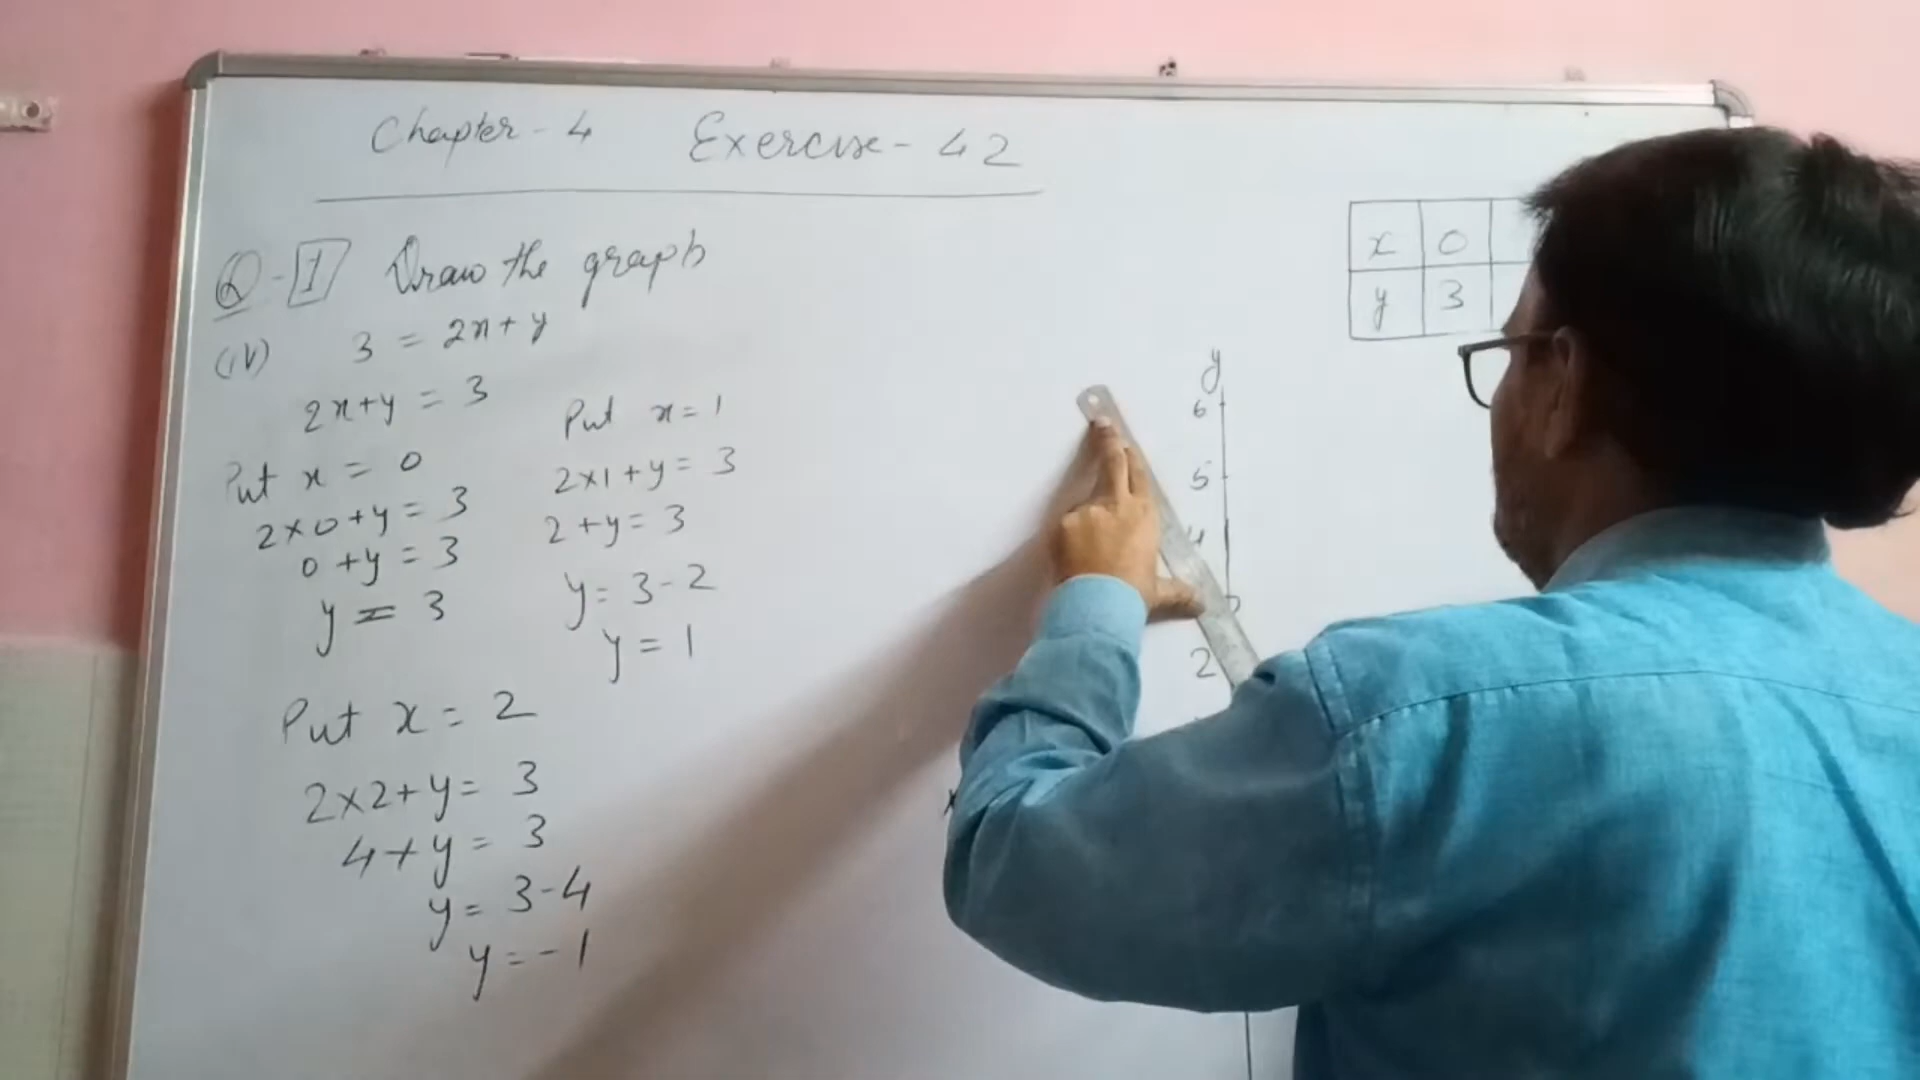 Chapter - 4 Exercise - 4 2
Q - 1 Draw the graph
(iV) 3 = 2x + y
2x + y = 3
Put x = 0
2 × 0 + y = 3
0 + y = 3
y = 3
Put x = 1
2 × 1 + y = 3
2 + y = 3
y = 3 - 2
y = 1
Put x = 2
2 × 2 + y = 3
4 + y = 3
y = 3 - 4
y = - 1
x 0
y 3
y
6
5
4
2